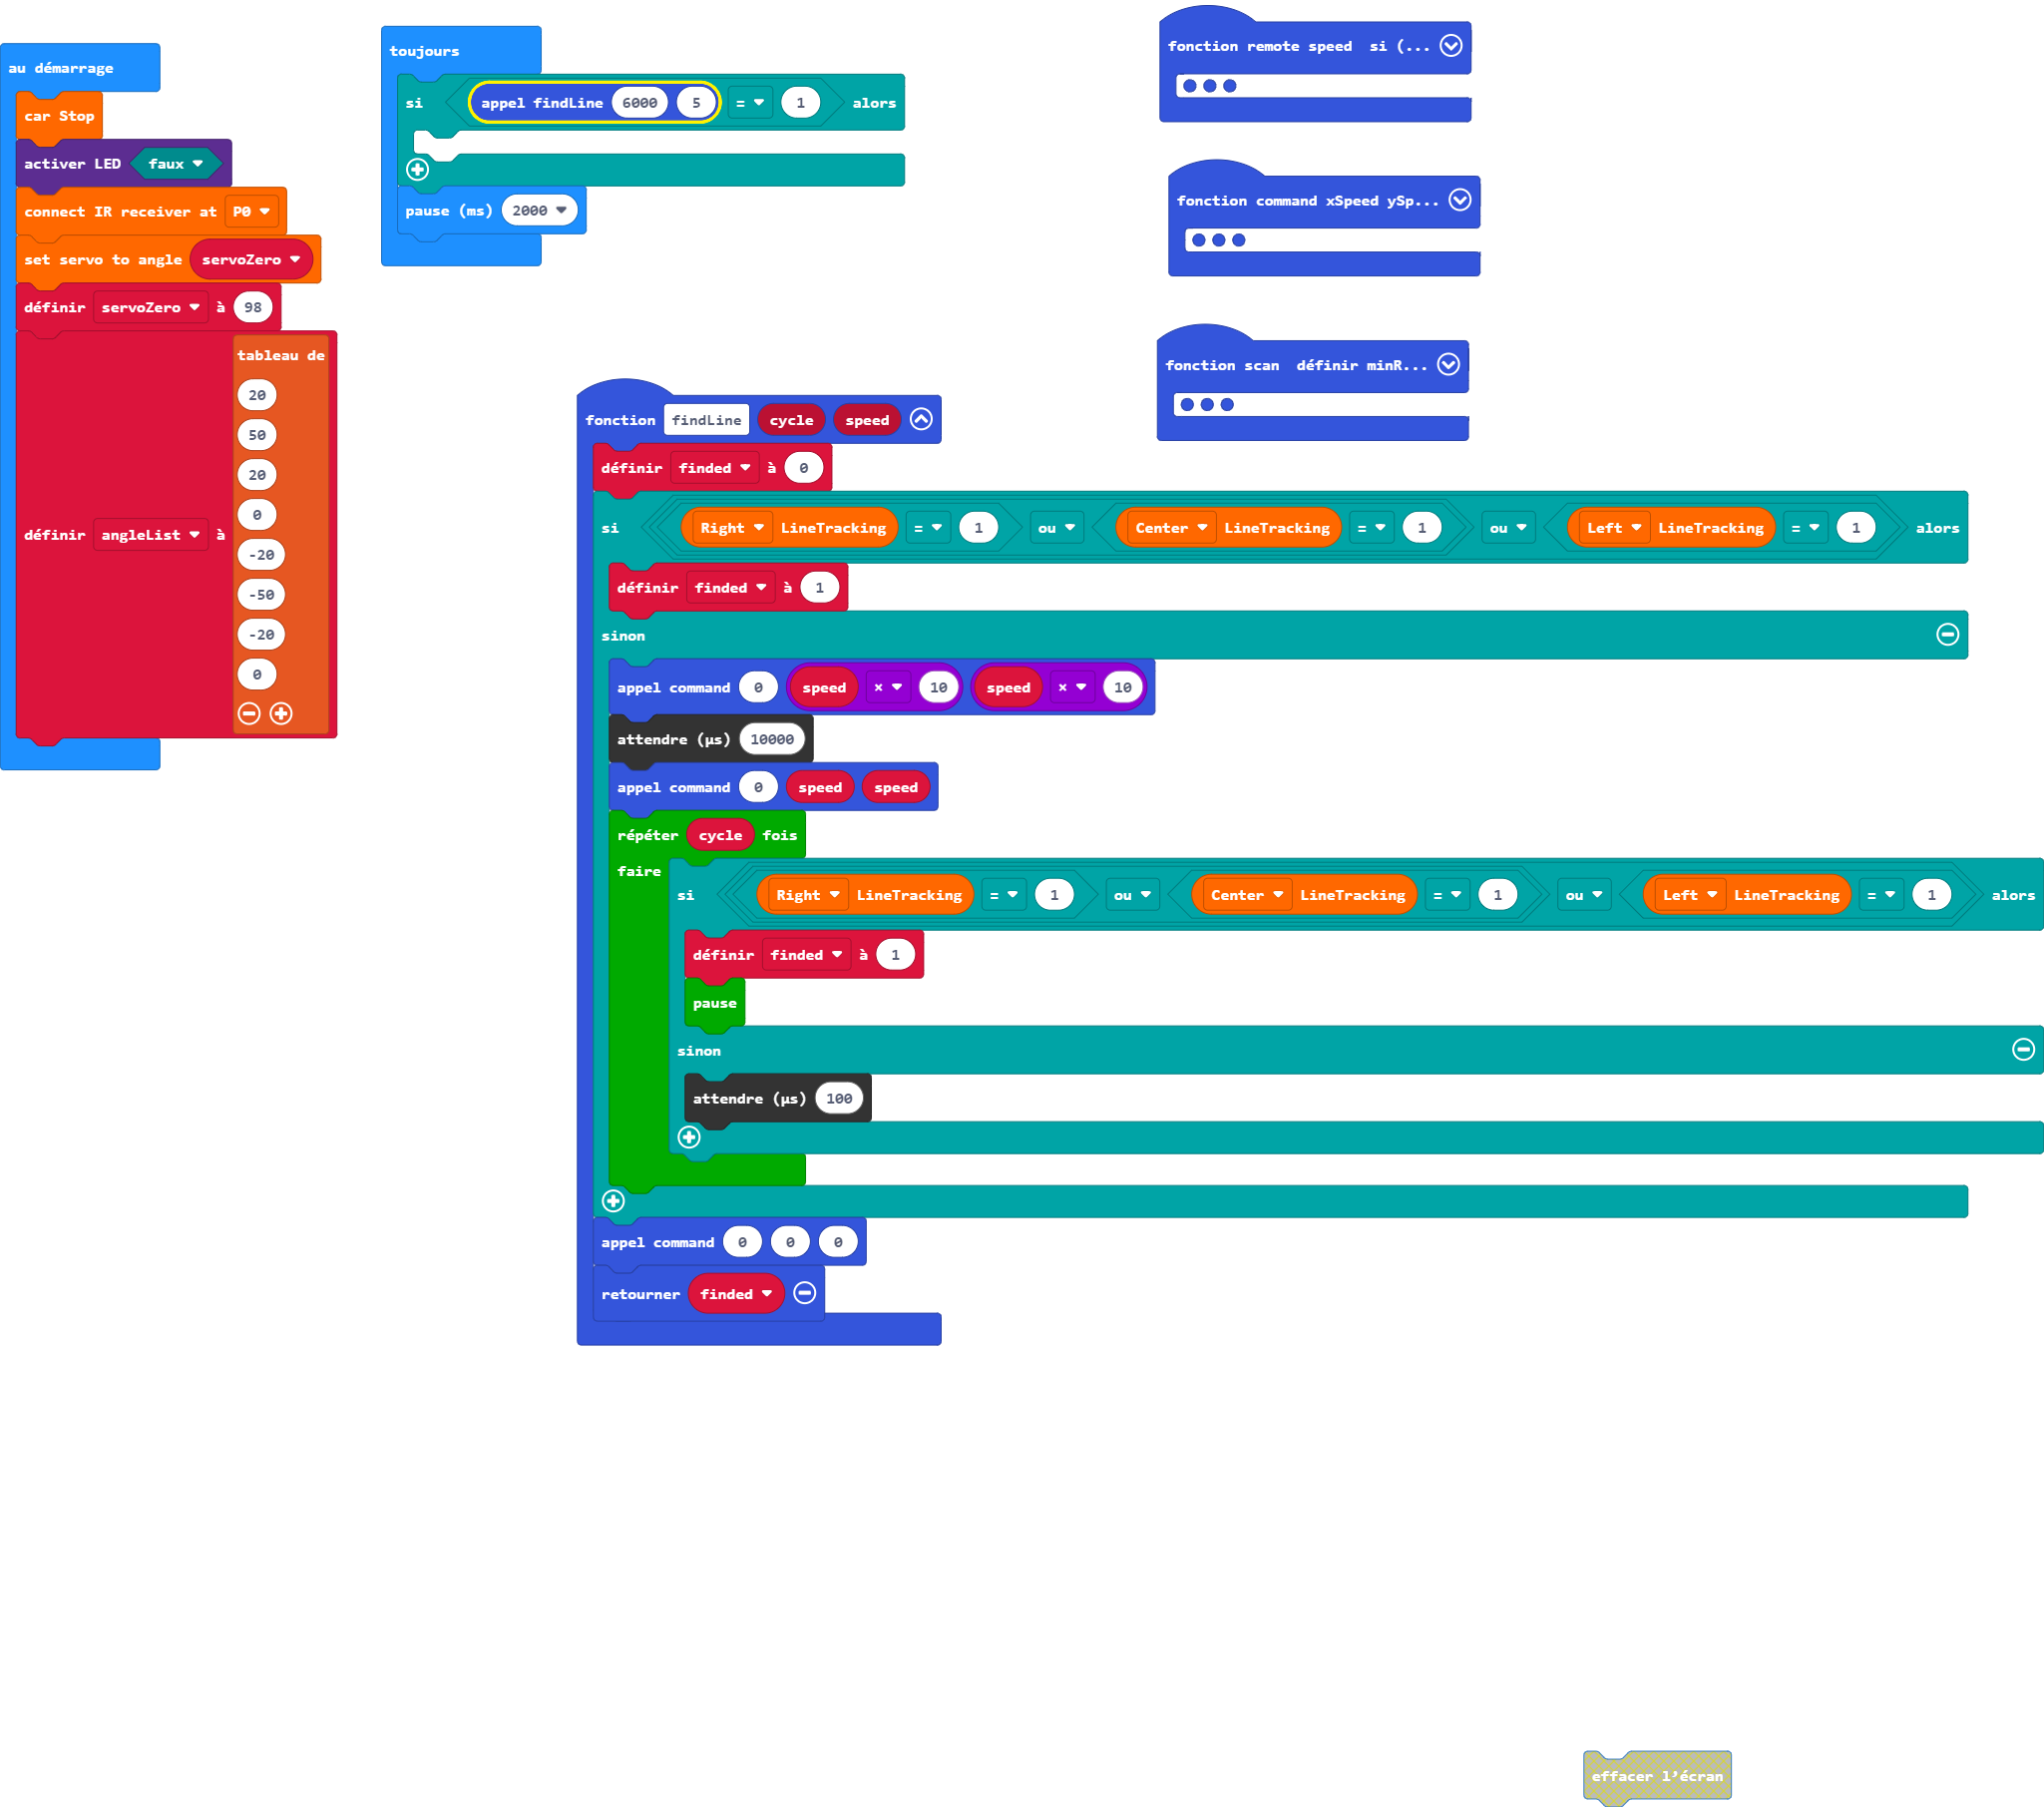 au démarrage
car Stop
activer LED faux
connect IR receiver at P0
set servo to angle servoZero
définir servoZero à 98
définir angleList à tableau de
20
50
20
0
-20
-50
-20
0
toujours
si appel findLine 6000 5 = 1 alors
pause (ms) 2000
fonction remote speed si (...
fonction command xSpeed ySp...
fonction scan définir minR...
fonction findLine cycle speed
définir finded à 0
si Right LineTracking = 1 ou Center LineTracking = 1 ou Left LineTracking = 1 alors
définir finded à 1
sinon
appel command 0 speed × 10 speed × 10
attendre (µs) 10000
appel command 0 speed speed
répéter cycle fois
faire
si Right LineTracking = 1 ou Center LineTracking = 1 ou Left LineTracking = 1 alors
définir finded à 1
pause
sinon
attendre (µs) 100
appel command 0 0 0
retourner finded
effacer l'écran